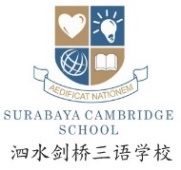 AEDIFICAT NATIONEM
SURABAYA CAMBRIDGE
SCHOOL
泗水剑桥三语学校